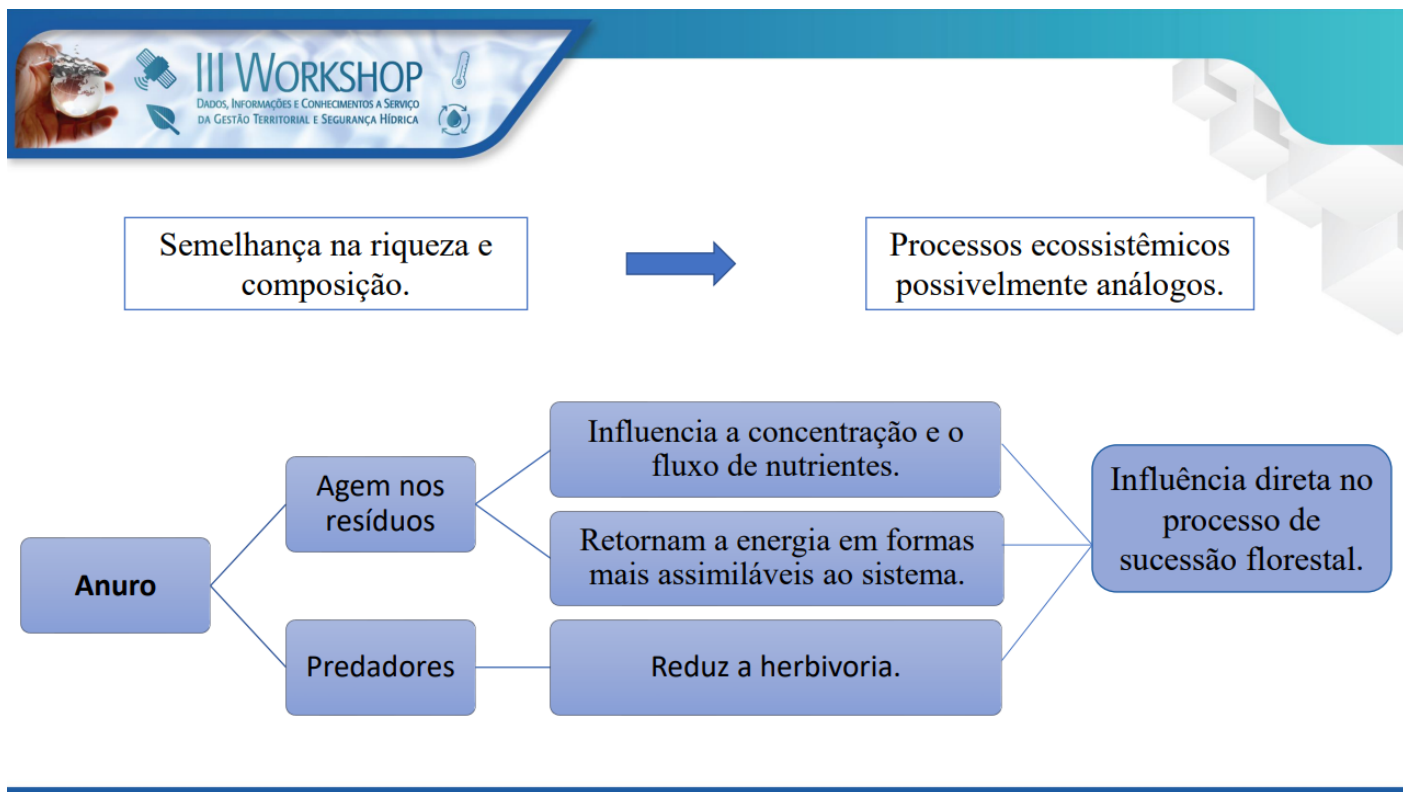 III WORKSHOP
DADOS, INFORMAÇÕES E CONHECIMENTOS A SERVIÇO
DA GESTÃO TERRITORIAL E SEGURANÇA HÍDRICA
Semelhança na riqueza e
composição.
Processos ecossistêmicos
possivelmente análogos.
Anuro
Agem nos
resíduos
Predadores
Influencia a concentração e o
fluxo de nutrientes.
Retornam a energia em formas
mais assimiláveis ao sistema.
Reduz a herbivoria.
Influência direta no
processo de
sucessão florestal.